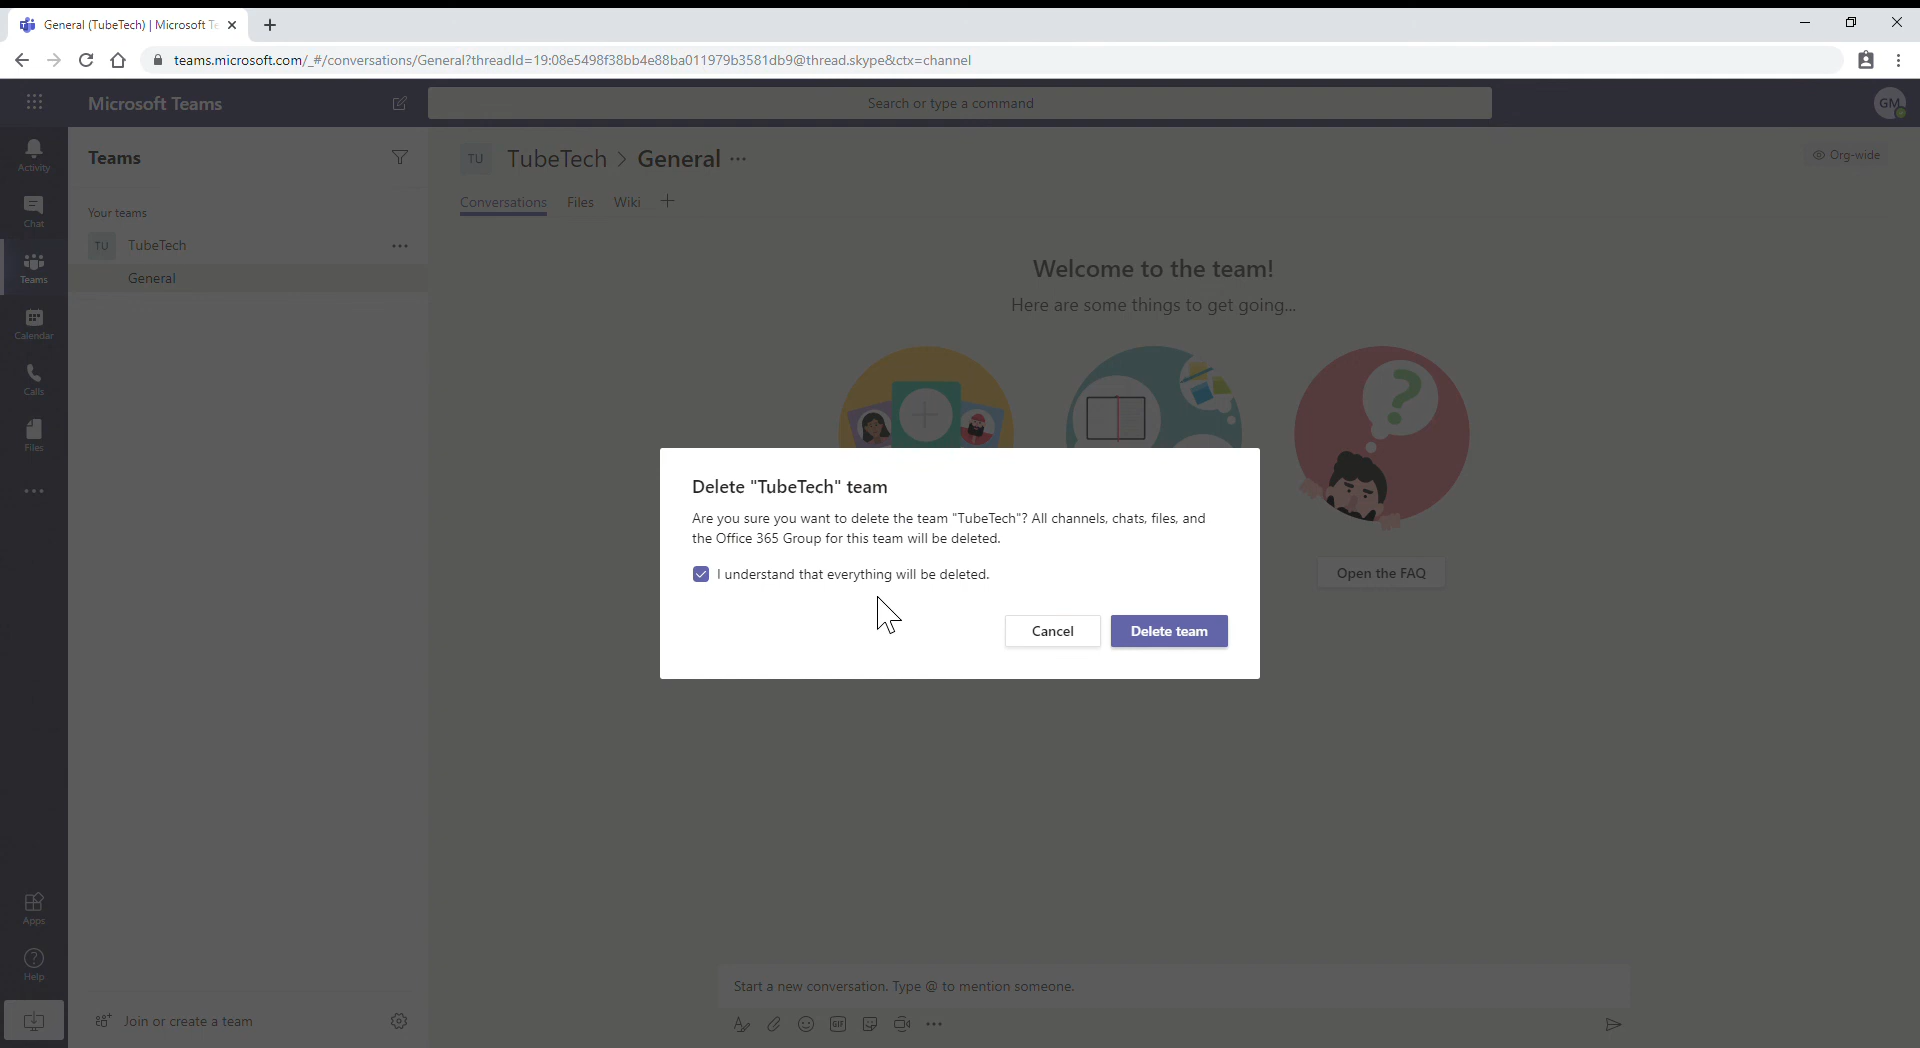 General (TubeTech) | Microsoft Te
teams.microsoft.com/_#/conversations/General?threadId=19:08e5498f38bb4e88ba011979b3581db9@thread.skype&ctx=channel
Microsoft Teams
Search or type a command
GM
Activity
Chat
Teams
Calendar
Calls
Files
Apps
Help
Teams
Your teams
TU TubeTech
General
Join or create a team
TU TubeTech > General
Org-wide
Conversations Files Wiki
Welcome to the team!
Here are some things to get going...
Open the FAQ
Delete "TubeTech" team
Are you sure you want to delete the team "TubeTech"? All channels, chats, files, and
the Office 365 Group for this team will be deleted.
I understand that everything will be deleted.
Cancel
Delete team
Start a new conversation. Type @ to mention someone.
GIF